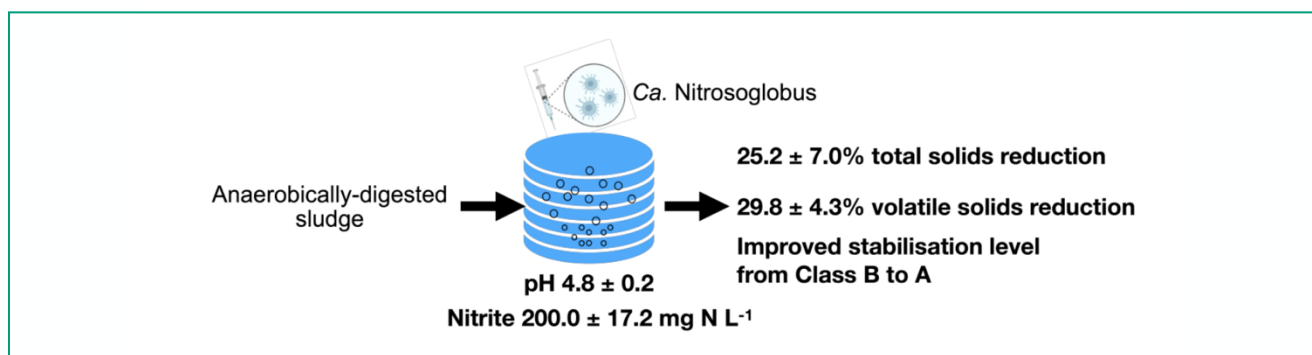 Ca. Nitrosoglobus
Anaerobically-digested
sludge
25.2 ± 7.0% total solids reduction
29.8 ± 4.3% volatile solids reduction
Improved stabilisation level
from Class B to A
pH 4.8 ± 0.2
Nitrite 200.0 ± 17.2 mg N L⁻¹